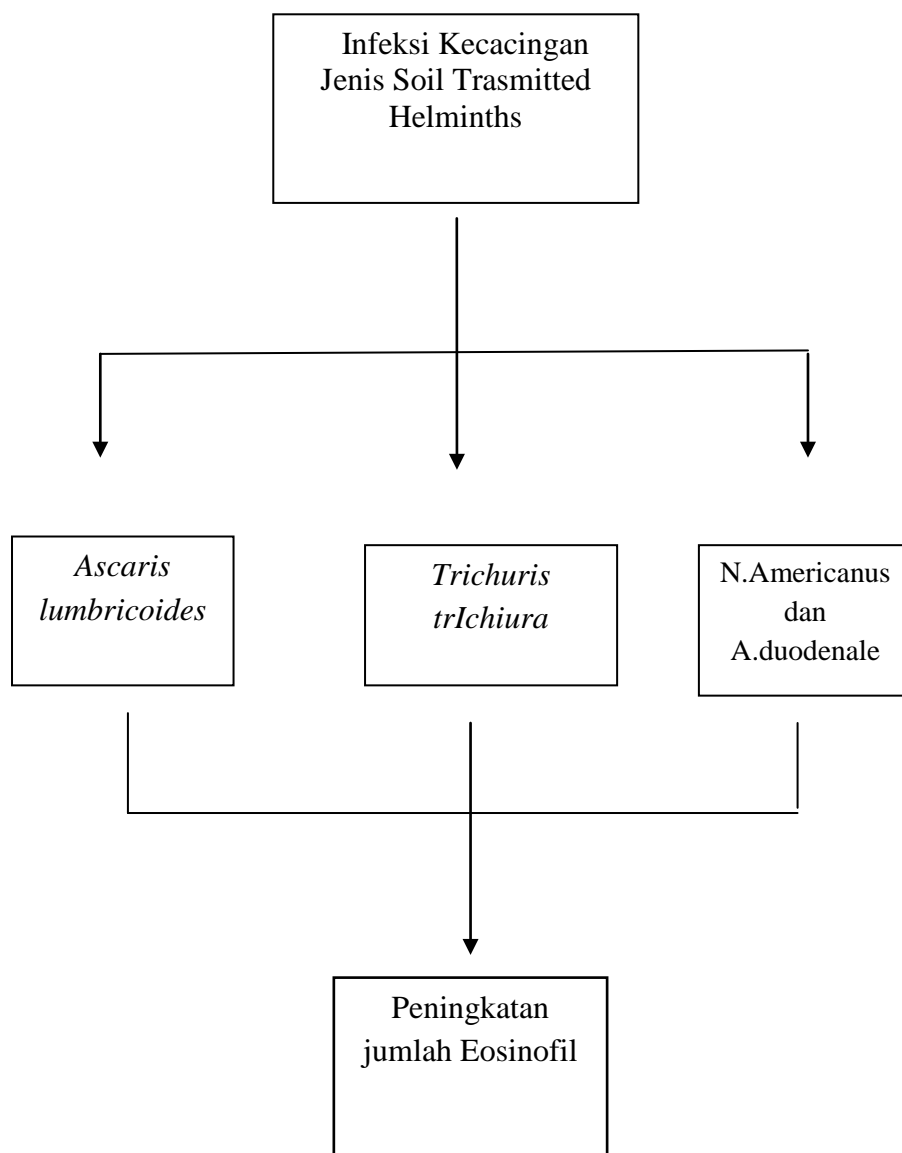 Infeksi Kecacingan
Jenis Soil Trasmitted
Helminths
Ascaris
lumbricoides
Trichuris
trIchiura
N.Americanus
dan
A.duodenale
Peningkatan
jumlah Eosinofil